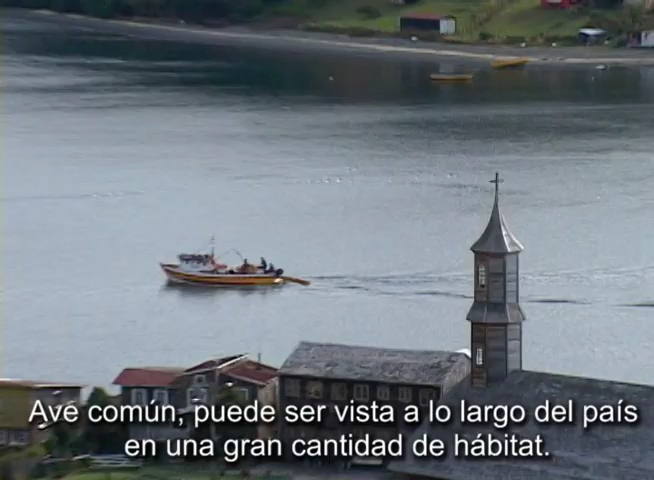 Ave común, puede ser vista a lo largo del país
en una gran cantidad de hábitat.